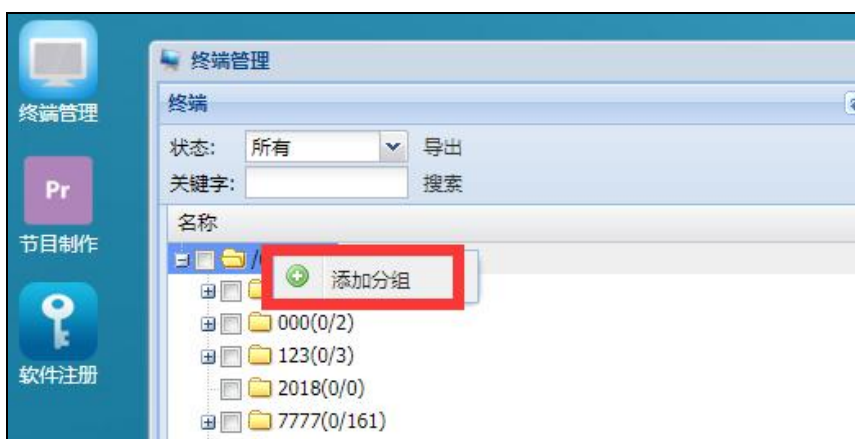 终端管理
终端
状态: 所有 导出
关键字: 搜索
名称
/
添加分组
000(0/2)
123(0/3)
2018(0/0)
7777(0/161)
终端管理
Pr
节目制作
软件注册